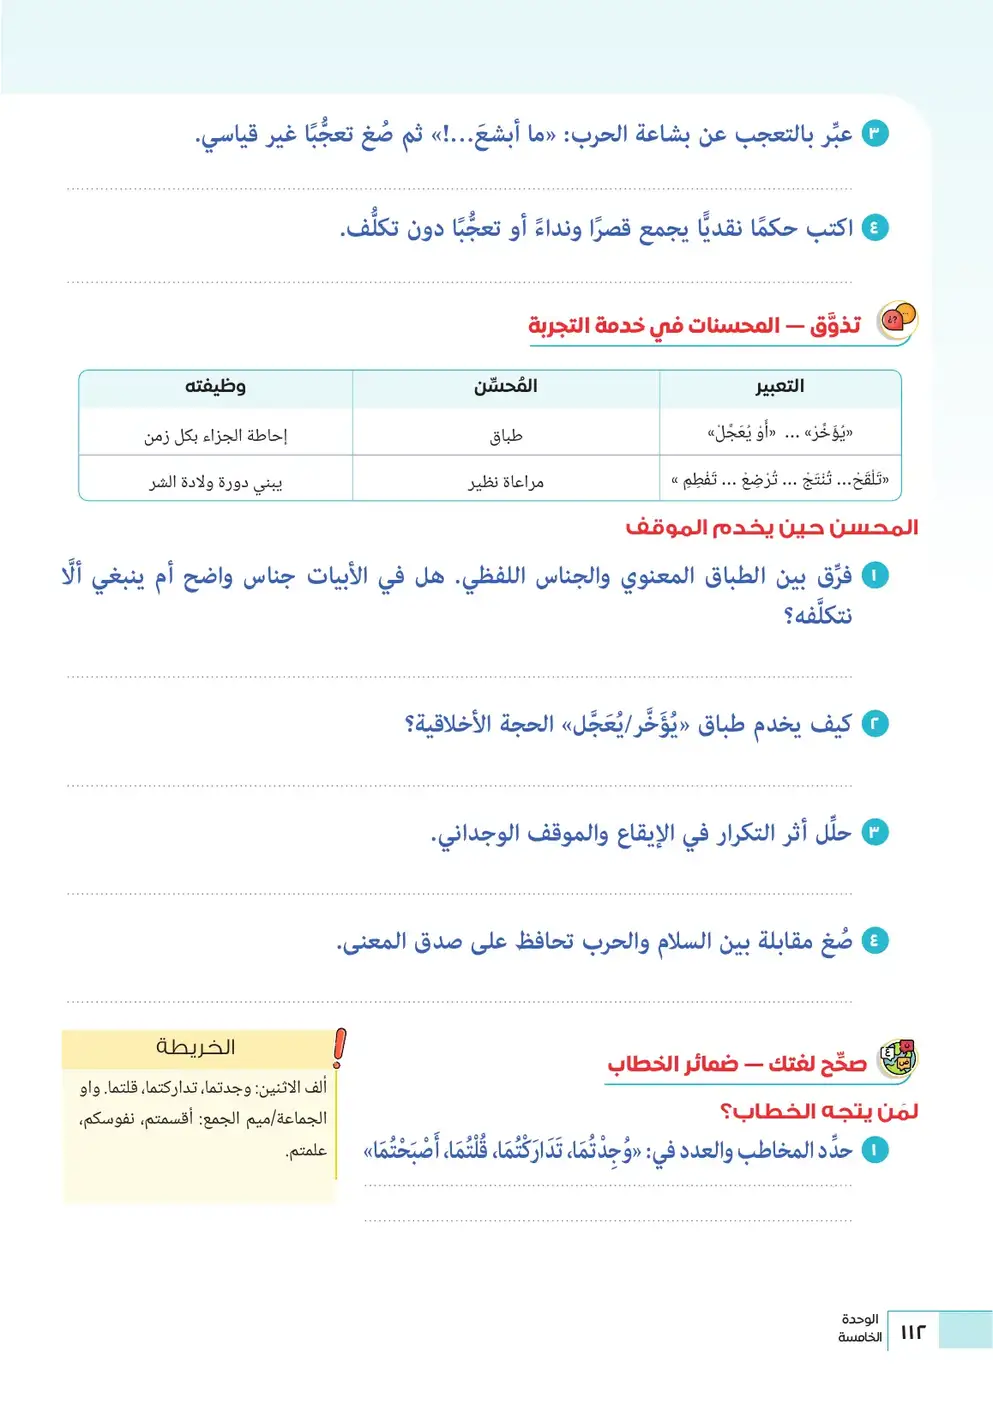 ٣ عبِّر بالتعجب عن بشاعة الحرب: «ما أبشعَ...!» ثم صُغ تعجُّبًا غير قياسي.
٤ اكتب حكمًا نقديًّا يجمع قصرًا ونداءً أو تعجُّبًا دون تكلُّف.
تذوَّق — المحسنات في خدمة التجربة
التعبير المُحسِّن وظيفته
«يُؤَخَّرْ» ... «أَوْ يُعَجَّلْ» طباق إحاطة الجزاء بكل زمن
«تَلْقَحْ... تُنْتَجْ ... تُرْضِعْ ... تَفْطِمِ » مراعاة نظير يبني دورة ولادة الشر
المحسن حين يخدم الموقف
١ فرِّق بين الطباق المعنوي والجناس اللفظي. هل في الأبيات جناس واضح أم ينبغي ألَّا
نتكلَّفه؟
٢ كيف يخدم طباق «يُؤَخَّر/يُعَجَّل» الحجة الأخلاقية؟
٣ حلِّل أثر التكرار في الإيقاع والموقف الوجداني.
٤ صُغ مقابلة بين السلام والحرب تحافظ على صدق المعنى.
صحِّح لغتك — ضمائر الخطاب
لمَن يتجه الخطاب؟
١ حدِّد المخاطب والعدد في: «وُجِدْتُمَا، تَدَارَكْتُمَا، قُلْتُمَا، أَصْبَحْتُمَا»
الخريطة
ألف الاثنين: وجدتما، تداركتما، قلتما. واو
الجماعة/ميم الجمع: أقسمتم، نفوسكم،
علمتم.
١١٢
الوحدة
الخامسة